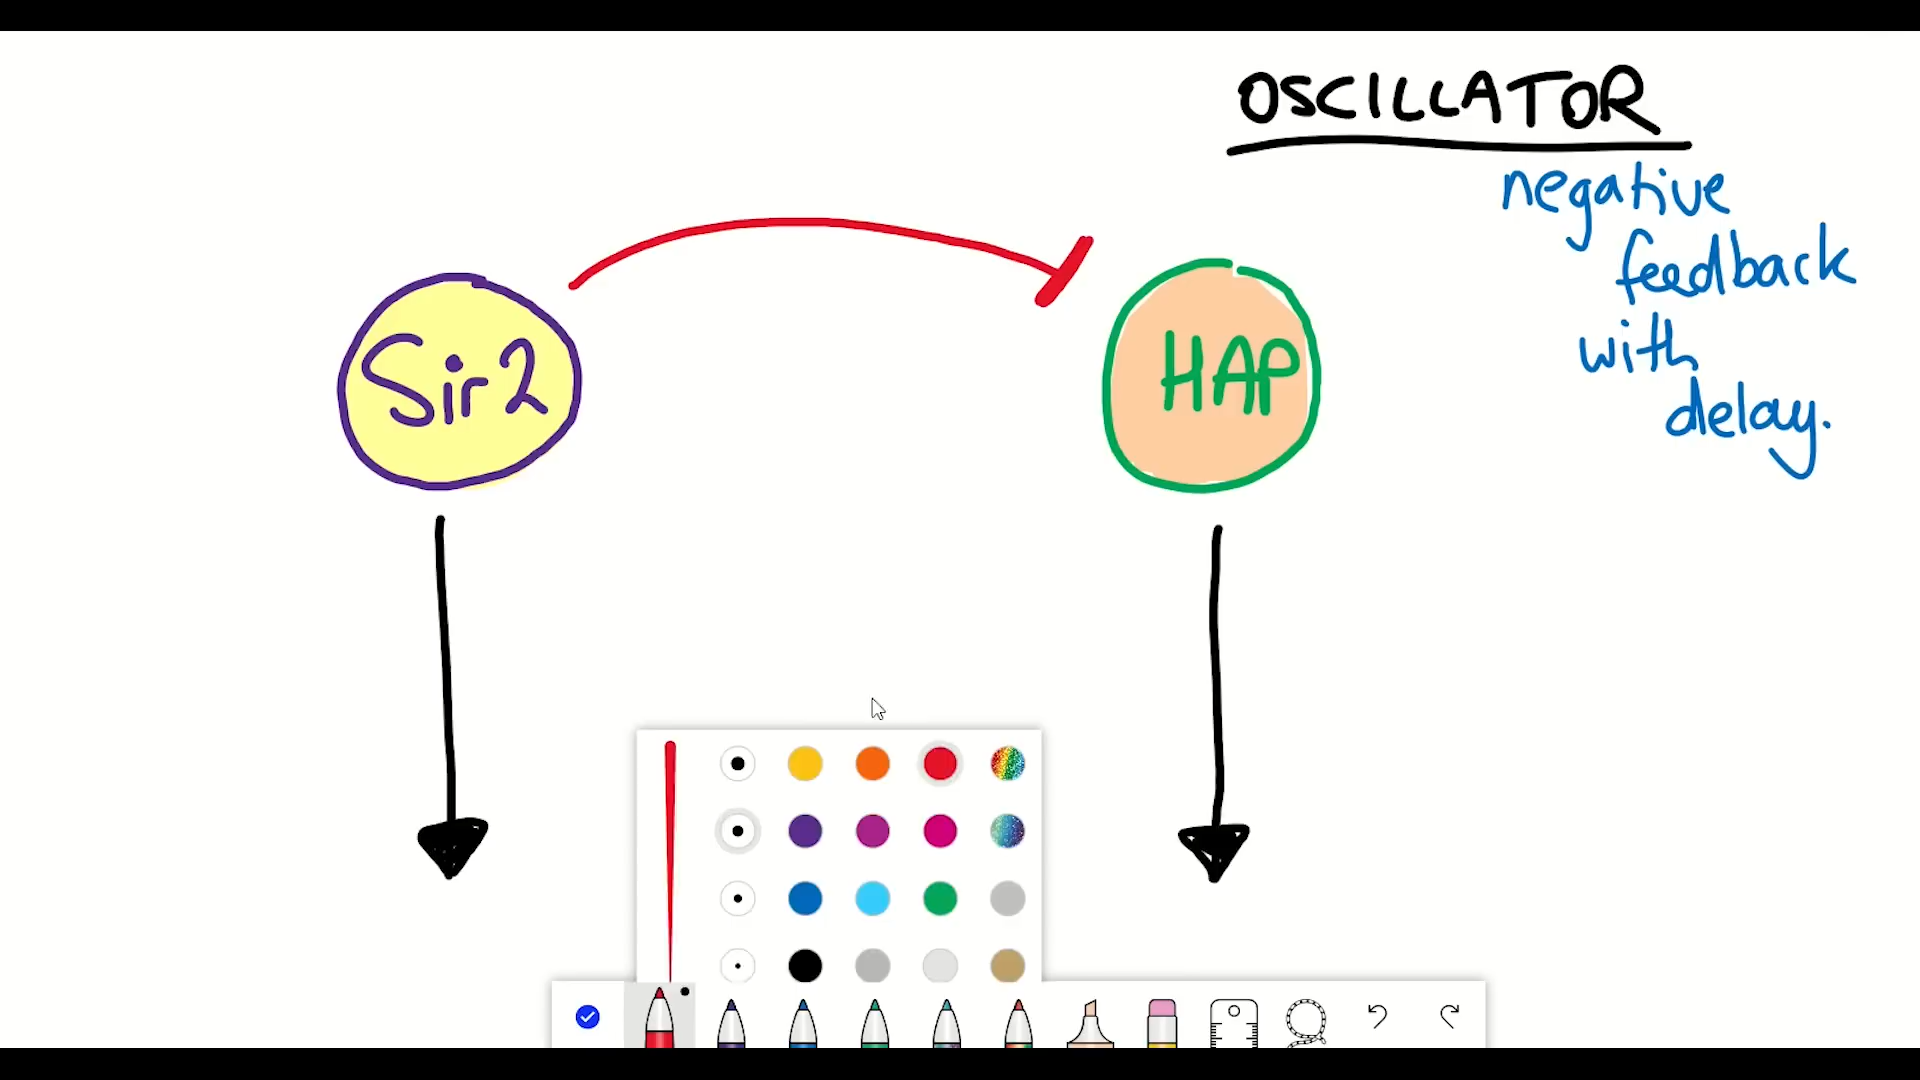 OSCILLATOR
negative
feedback
with
delay.
Sir2
HAP